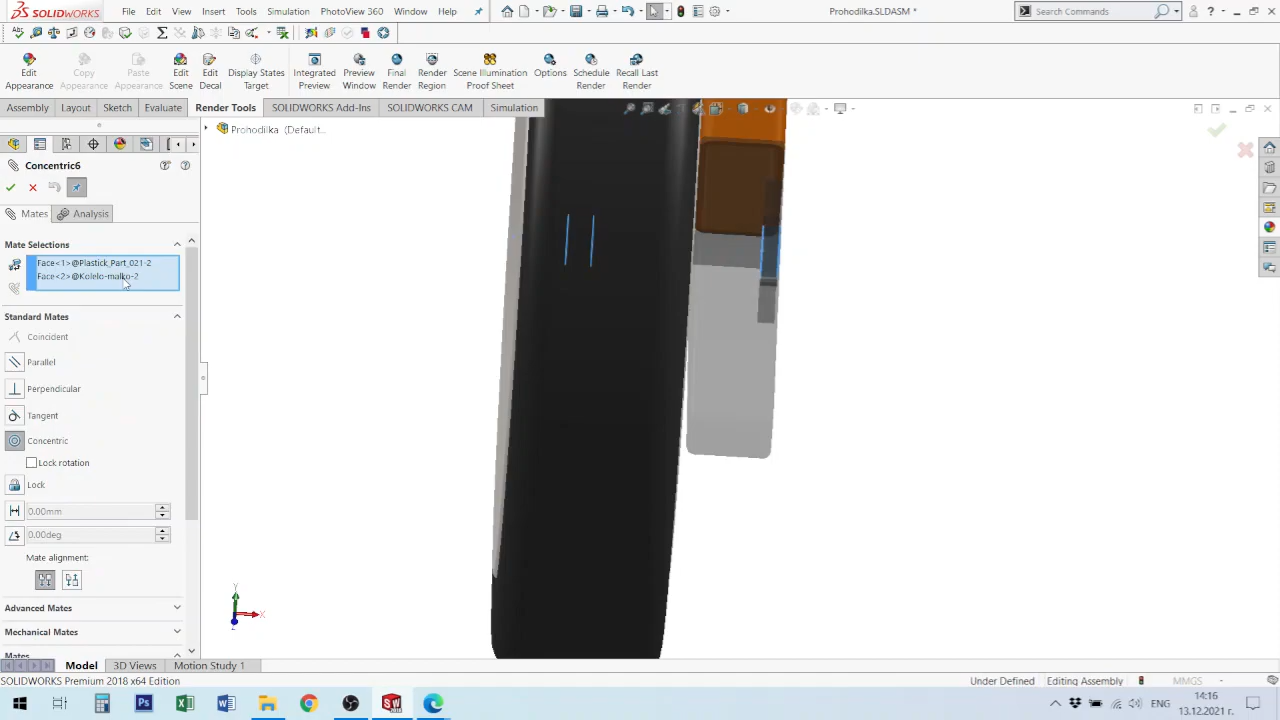 SOLIDWORKS
File Edit View Insert Tools Simulation PhotoView 360 Window Help
Prohodilka.SLDASM *
Search Commands
Edit Appearance
Copy Appearance
Paste Appearance
Edit Scene
Edit Decal
Display States Target
Integrated Preview
Preview Window
Final Render
Render Region
Scene Illumination Proof Sheet
Options
Schedule Render
Recall Last Render
Assembly Layout Sketch Evaluate Render Tools SOLIDWORKS Add-Ins SOLIDWORKS CAM Simulation
Prohodilka (Default...
Concentric6
Mates Analysis
Mate Selections
Face<1>@Plastick_Part_021-2
Face<2>@Kolelo-malko-2
Standard Mates
Coincident
Parallel
Perpendicular
Tangent
Concentric
Lock rotation
Lock
0.00mm
0.00deg
Mate alignment:
Advanced Mates
Mechanical Mates
Mates
Y
X
Z
Model 3D Views Motion Study 1
SOLIDWORKS Premium 2018 x64 Edition
Under Defined Editing Assembly MMGS
ENG
14:16
13.12.2021 г.